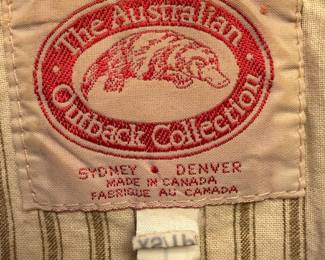 The Australian
Outback Collection
SYDNEY • DENVER
MADE IN CANADA
FABRIQUE AU CANADA